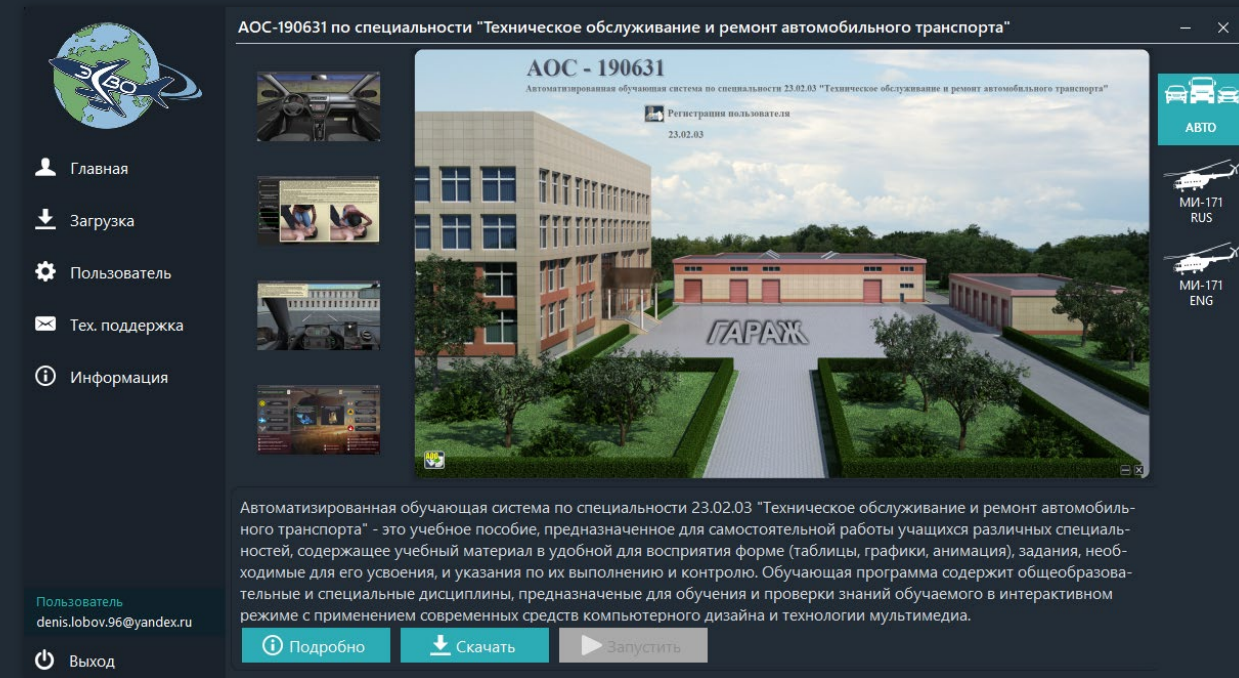 АОС-190631 по специальности "Техническое обслуживание и ремонт автомобильного транспорта"
ЭКВО
Главная
Загрузка
Пользователь
Тех. поддержка
Информация
АОС - 190631
Автоматизированная обучающая система по специальности 23.02.03 "Техническое обслуживание и ремонт автомобильного транспорта"
Регистрация пользователя
23.02.03
ГАРАЖ
АВТО
МИ-171
RUS
МИ-171
ENG
Автоматизированная обучающая система по специальности 23.02.03 "Техническое обслуживание и ремонт автомобиль-
ного транспорта" - это учебное пособие, предназначенное для самостоятельной работы учащихся различных специаль-
ностей, содержащее учебный материал в удобной для восприятия форме (таблицы, графики, анимация), задания, необ-
ходимые для его усвоения, и указания по их выполнению и контролю. Обучающая программа содержит общеобразова-
тельные и специальные дисциплины, предназначеные для обучения и проверки знаний обучаемого в интерактивном
режиме с применением современных средств компьютерного дизайна и технологии мультимедиа.
Подробно
Скачать
Запустить
Пользователь
denis.lobov.96@yandex.ru
Выход